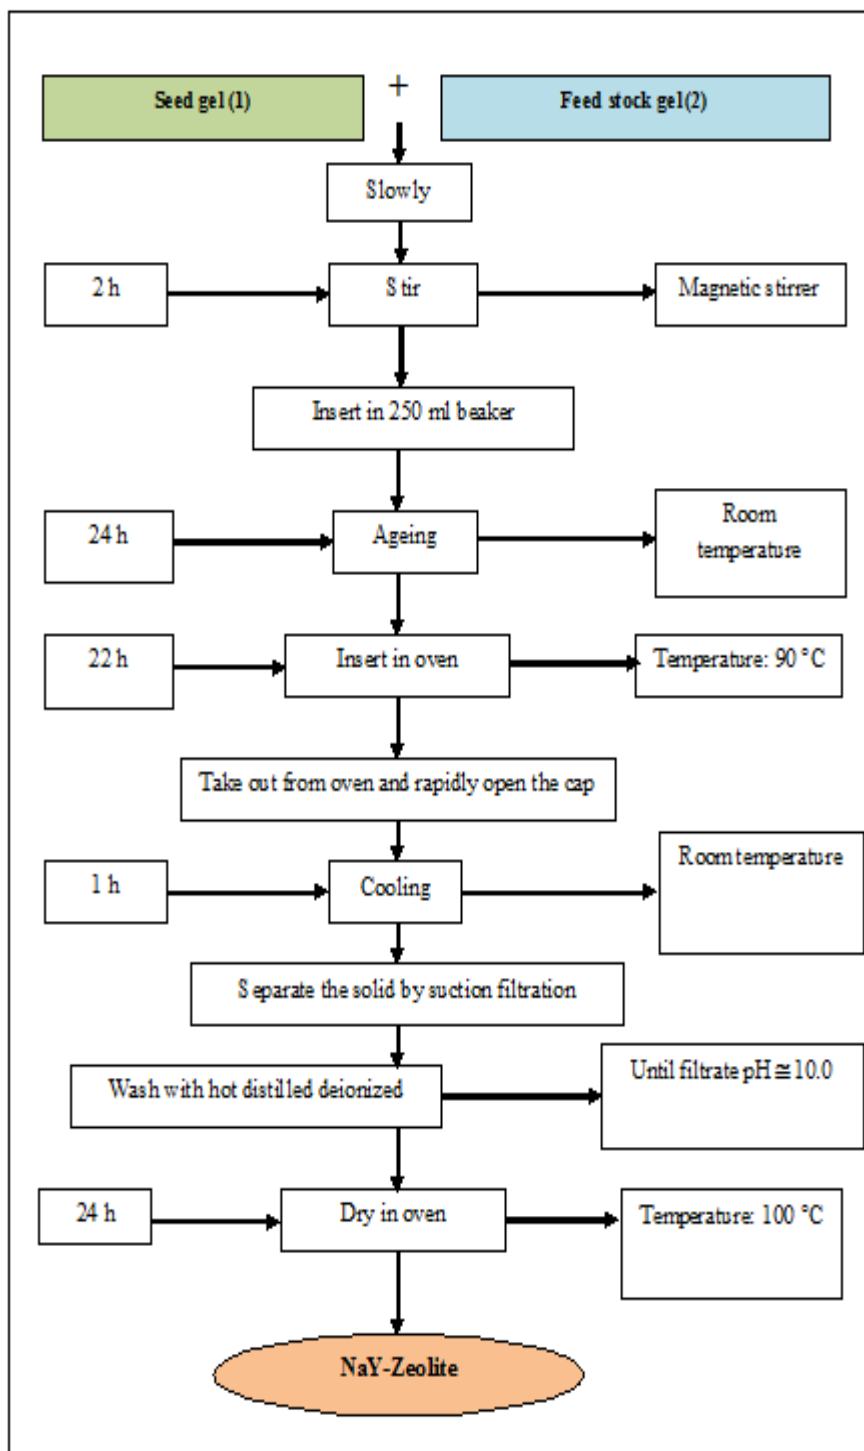 Seed gel (1)
+
Feed stock gel(2)
Slowly
2 h
Stir
Magnetic stirrer
Insert in 250 ml beaker
24 h
Ageing
Room
temperature
22 h
Insert in oven
Temperature: 90 °C
Take out from oven and rapidly open the cap
1 h
Cooling
Room temperature
Separate the solid by suction filtration
Wash with hot distilled deionized
Until filtrate pH ≅ 10.0
24 h
Dry in oven
Temperature: 100 °C
NaY-Zeolite